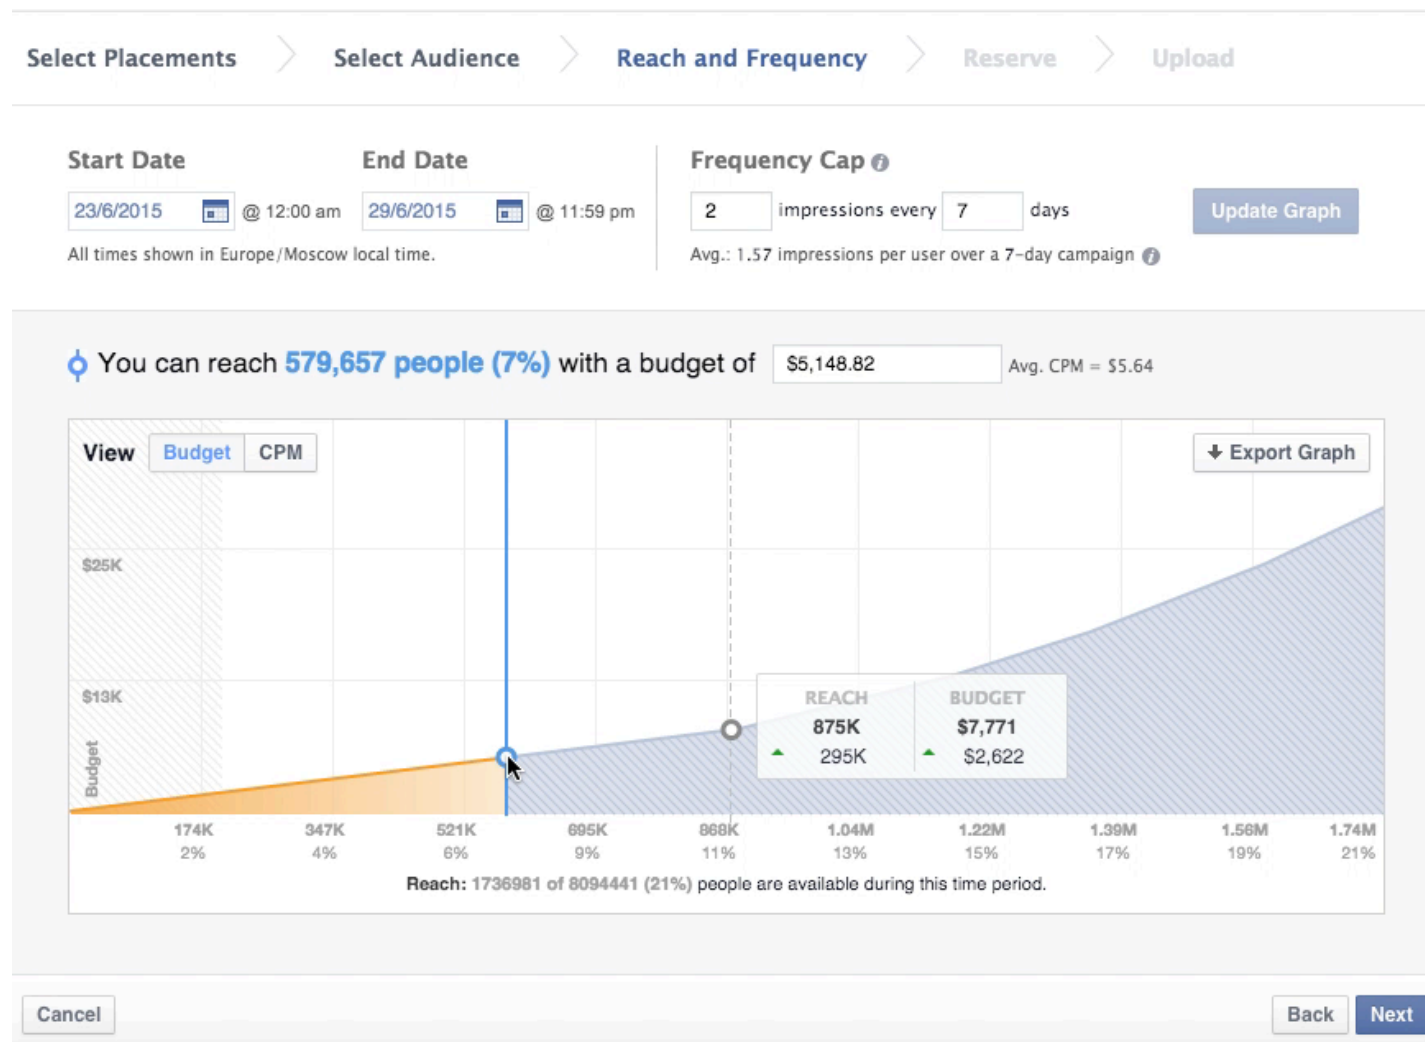 Select Placements Select Audience Reach and Frequency Reserve Upload
Start Date End Date Frequency Cap i
23/6/2015 @ 12:00 am 29/6/2015 @ 11:59 pm 2 impressions every 7 days Update Graph
All times shown in Europe/Moscow local time. Avg.: 1.57 impressions per user over a 7-day campaign i
You can reach 579,657 people (7%) with a budget of $5,148.82 Avg. CPM = $5.64
View Budget CPM Export Graph
$25K
$13K
Budget
REACH BUDGET
875K $7,771
295K $2,622
174K 347K 521K 695K 868K 1.04M 1.22M 1.39M 1.56M 1.74M
2% 4% 6% 9% 11% 13% 15% 17% 19% 21%
Reach: 1736981 of 8094441 (21%) people are available during this time period.
Cancel Back Next